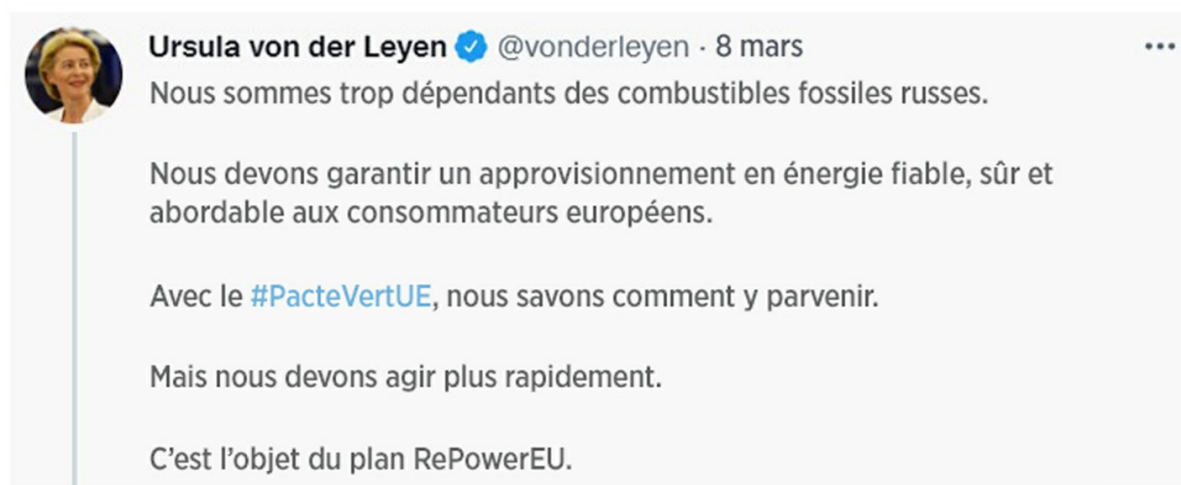 Ursula von der Leyen @vonderleyen · 8 mars
Nous sommes trop dépendants des combustibles fossiles russes.
Nous devons garantir un approvisionnement en énergie fiable, sûr et
abordable aux consommateurs européens.
Avec le #PacteVertUE, nous savons comment y parvenir.
Mais nous devons agir plus rapidement.
C’est l’objet du plan RePowerEU.